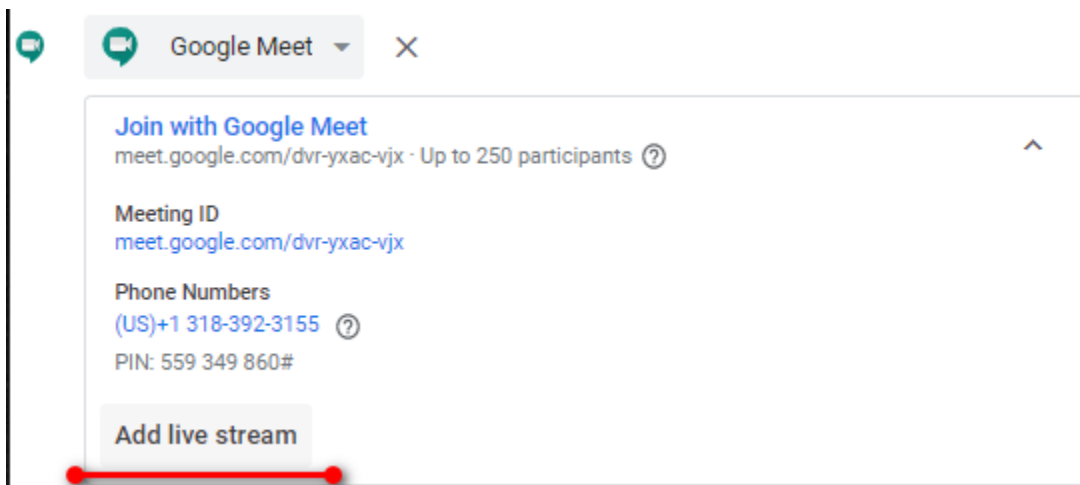 Google Meet
Join with Google Meet
meet.google.com/dvr-yxac-vjx · Up to 250 participants
Meeting ID
meet.google.com/dvr-yxac-vjx
Phone Numbers
(US)+1 318-392-3155
PIN: 559 349 860#
Add live stream